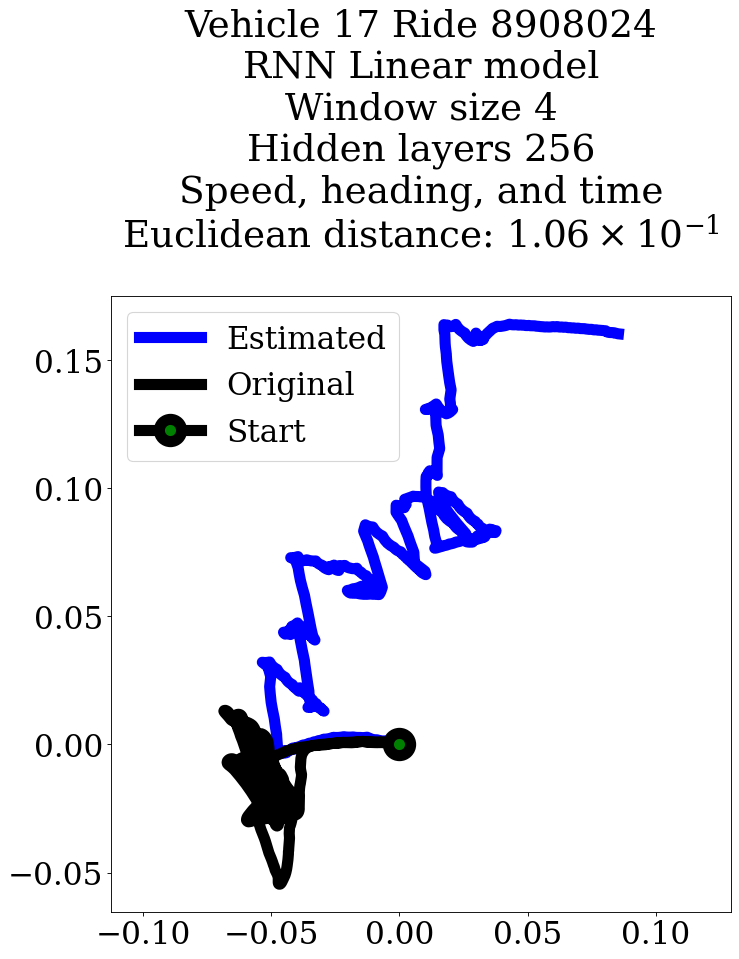 Vehicle 17 Ride 8908024
RNN Linear model
Window size 4
Hidden layers 256
Speed, heading, and time
Euclidean distance: 1.06 × 10⁻¹
Estimated
Original
Start
0.15
0.10
0.05
0.00
−0.05
−0.10 −0.05 0.00 0.05 0.10